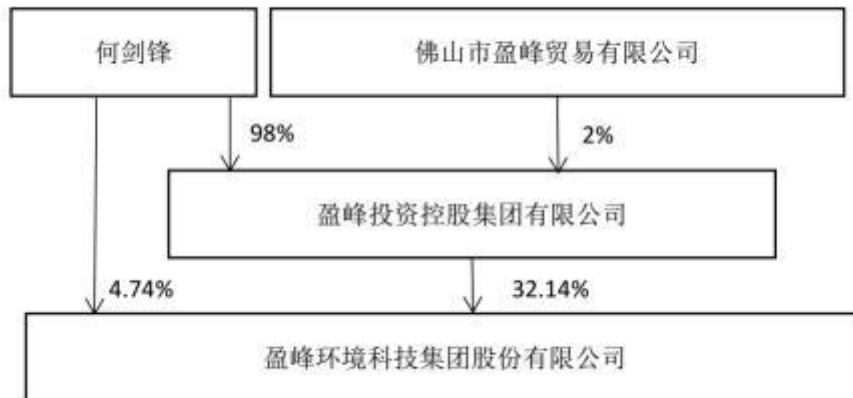 何剑锋
佛山市盈峰贸易有限公司
98%
2%
盈峰投资控股集团有限公司
4.74%
32.14%
盈峰环境科技集团股份有限公司